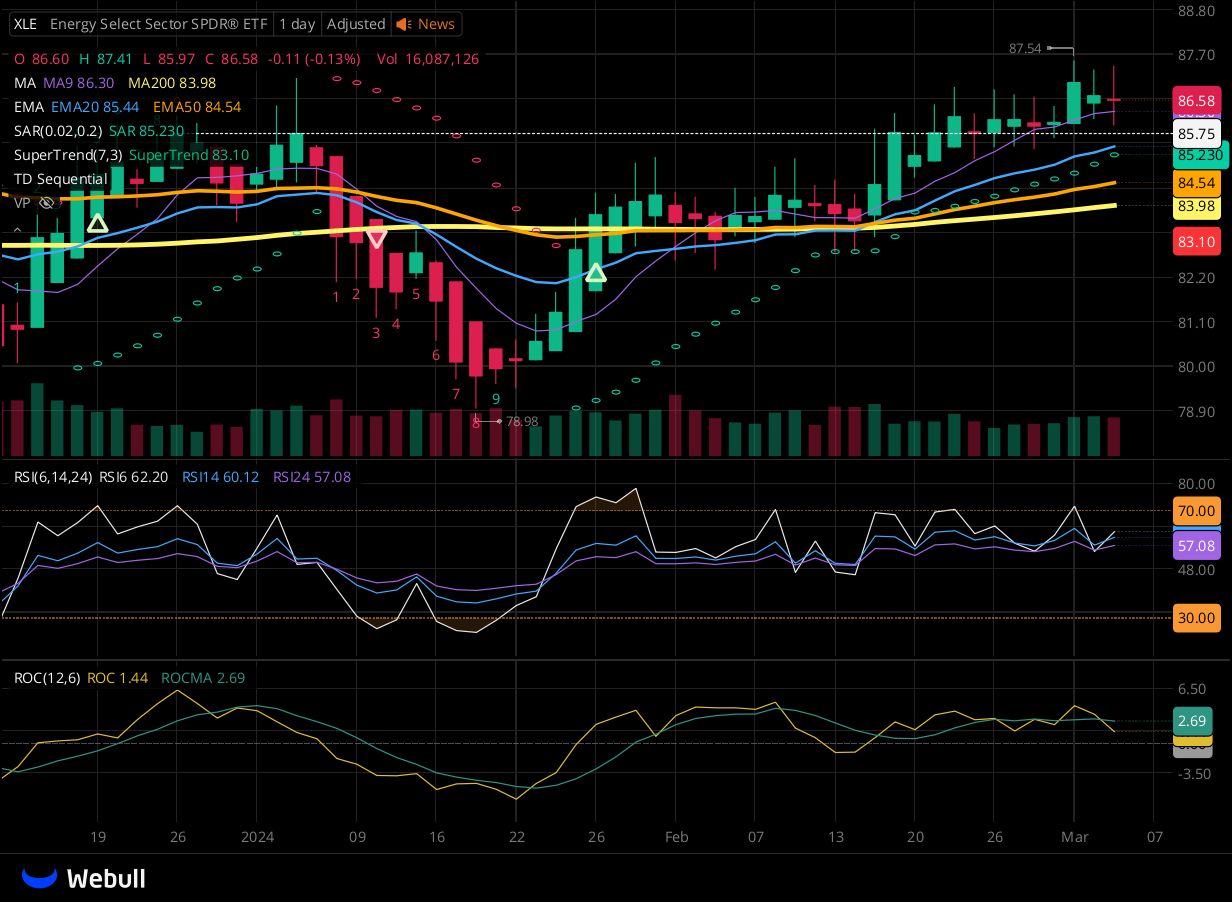 XLE Energy Select Sector SPDR® ETF 1 day Adjusted News
88.80
87.54
87.70
O 86.60 H 87.41 L 85.97 C 86.58 -0.11 (-0.13%) Vol 16,087,126
MA MA9 86.30 MA200 83.98
86.58
EMA EMA20 85.44 EMA50 84.54
SAR(0.02,0.2) SAR 85.230
85.75
SuperTrend(7,3) SuperTrend 83.10
85.230
TD Sequential
84.54
VP
83.98
83.10
82.20
1
1 2 5
3 4
81.10
6
80.00
7 9
8
78.98
78.90
RSI(6,14,24) RSI6 62.20 RSI14 60.12 RSI24 57.08
80.00
70.00
57.08
48.00
30.00
ROC(12,6) ROC 1.44 ROCMA 2.69
6.50
2.69
-3.50
19 26 2024 09 16 22 26 Feb 07 13 20 26 Mar 07
Webull